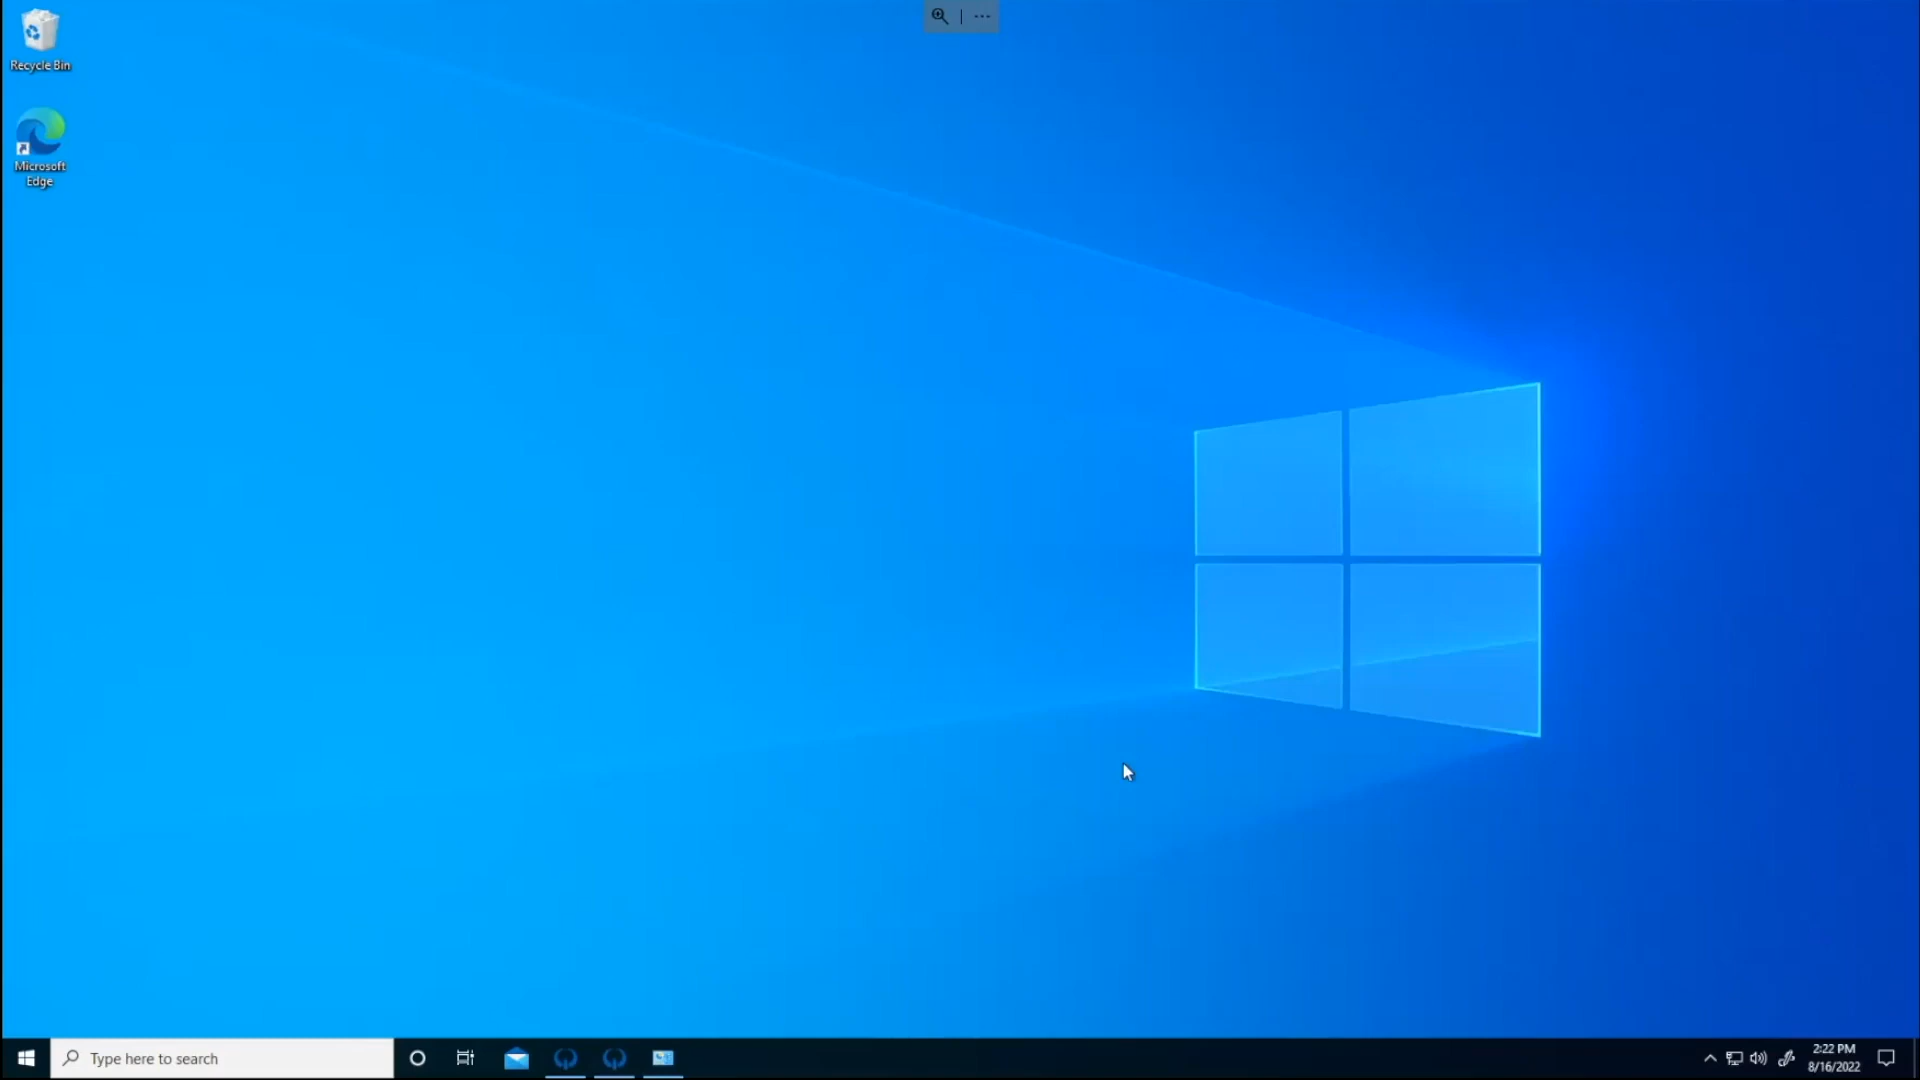 Recycle Bin
Microsoft
Edge
Type here to search
2:22 PM
8/16/2022